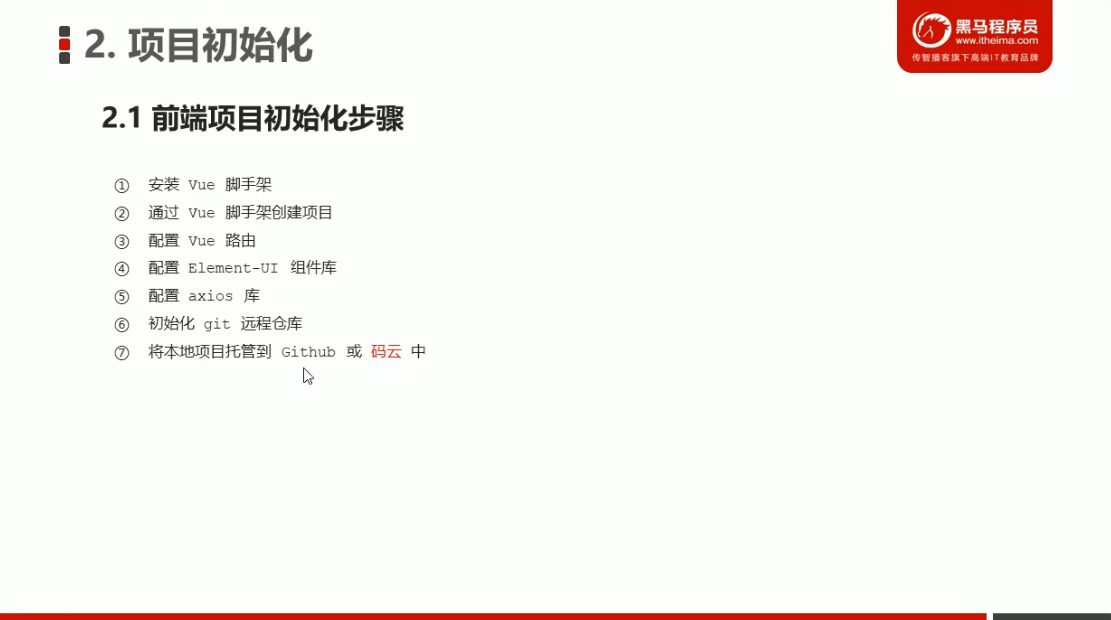 2. 项目初始化
黑马程序员
www.itheima.com
传智播客旗下高端IT教育品牌
2.1 前端项目初始化步骤
① 安装 Vue 脚手架
② 通过 Vue 脚手架创建项目
③ 配置 Vue 路由
④ 配置 Element-UI 组件库
⑤ 配置 axios 库
⑥ 初始化 git 远程仓库
⑦ 将本地项目托管到 Github 或 码云 中